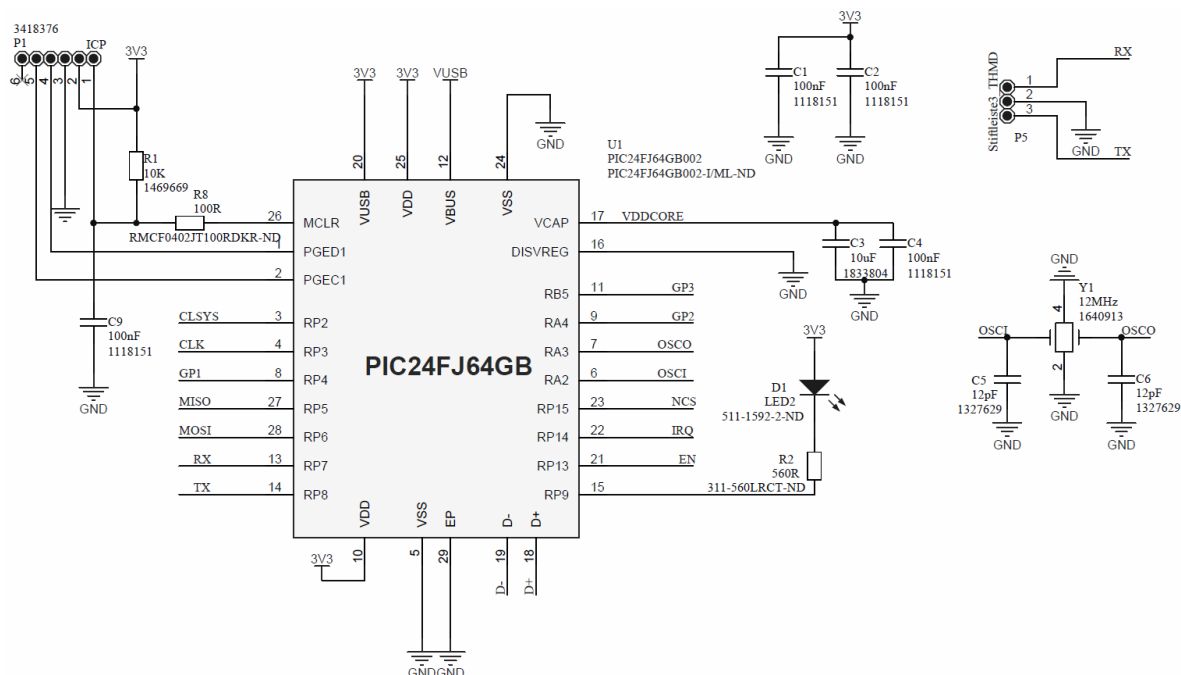 3418376
P1
ICP
6
5
4
3
2
1
3V3
R1
10K
1469669
R8
100R
RMCF0402JT100RDKR-ND
C9
100nF
1118151
GND
3V3
3V3
VUSB
GND
20
25
12
24
VUSB
VDD
VBUS
VSS
U1
PIC24FJ64GB002
PIC24FJ64GB002-I/ML-ND
26
MCLR
1
PGED1
2
PGEC1
CLSYS
3
RP2
CLK
4
RP3
GP1
8
RP4
MISO
27
RP5
MOSI
28
RP6
RX
13
RP7
TX
14
RP8
PIC24FJ64GB
VCAP
17
VDDCORE
DISVREG
16
RB5
11
GP3
RA4
9
GP2
RA3
7
OSCO
RA2
6
OSCI
RP15
23
NCS
RP14
22
IRQ
RP13
21
EN
RP9
15
VDD
VSS
EP
D-
D+
10
5
29
19
18
3V3
D-
D+
GND
GND
3V3
C1
100nF
1118151
C2
100nF
1118151
GND
GND
C3
10uF
1833804
C4
100nF
1118151
GND
GND
3V3
D1
LED2
511-1592-2-ND
R2
560R
311-560LRCT-ND
Stiftleiste3_THMD
1
2
3
P5
RX
GND
TX
GND
4
Y1
12MHz
1640913
OSCI
OSCO
2
C5
12pF
1327629
C6
12pF
1327629
GND
GND
GND